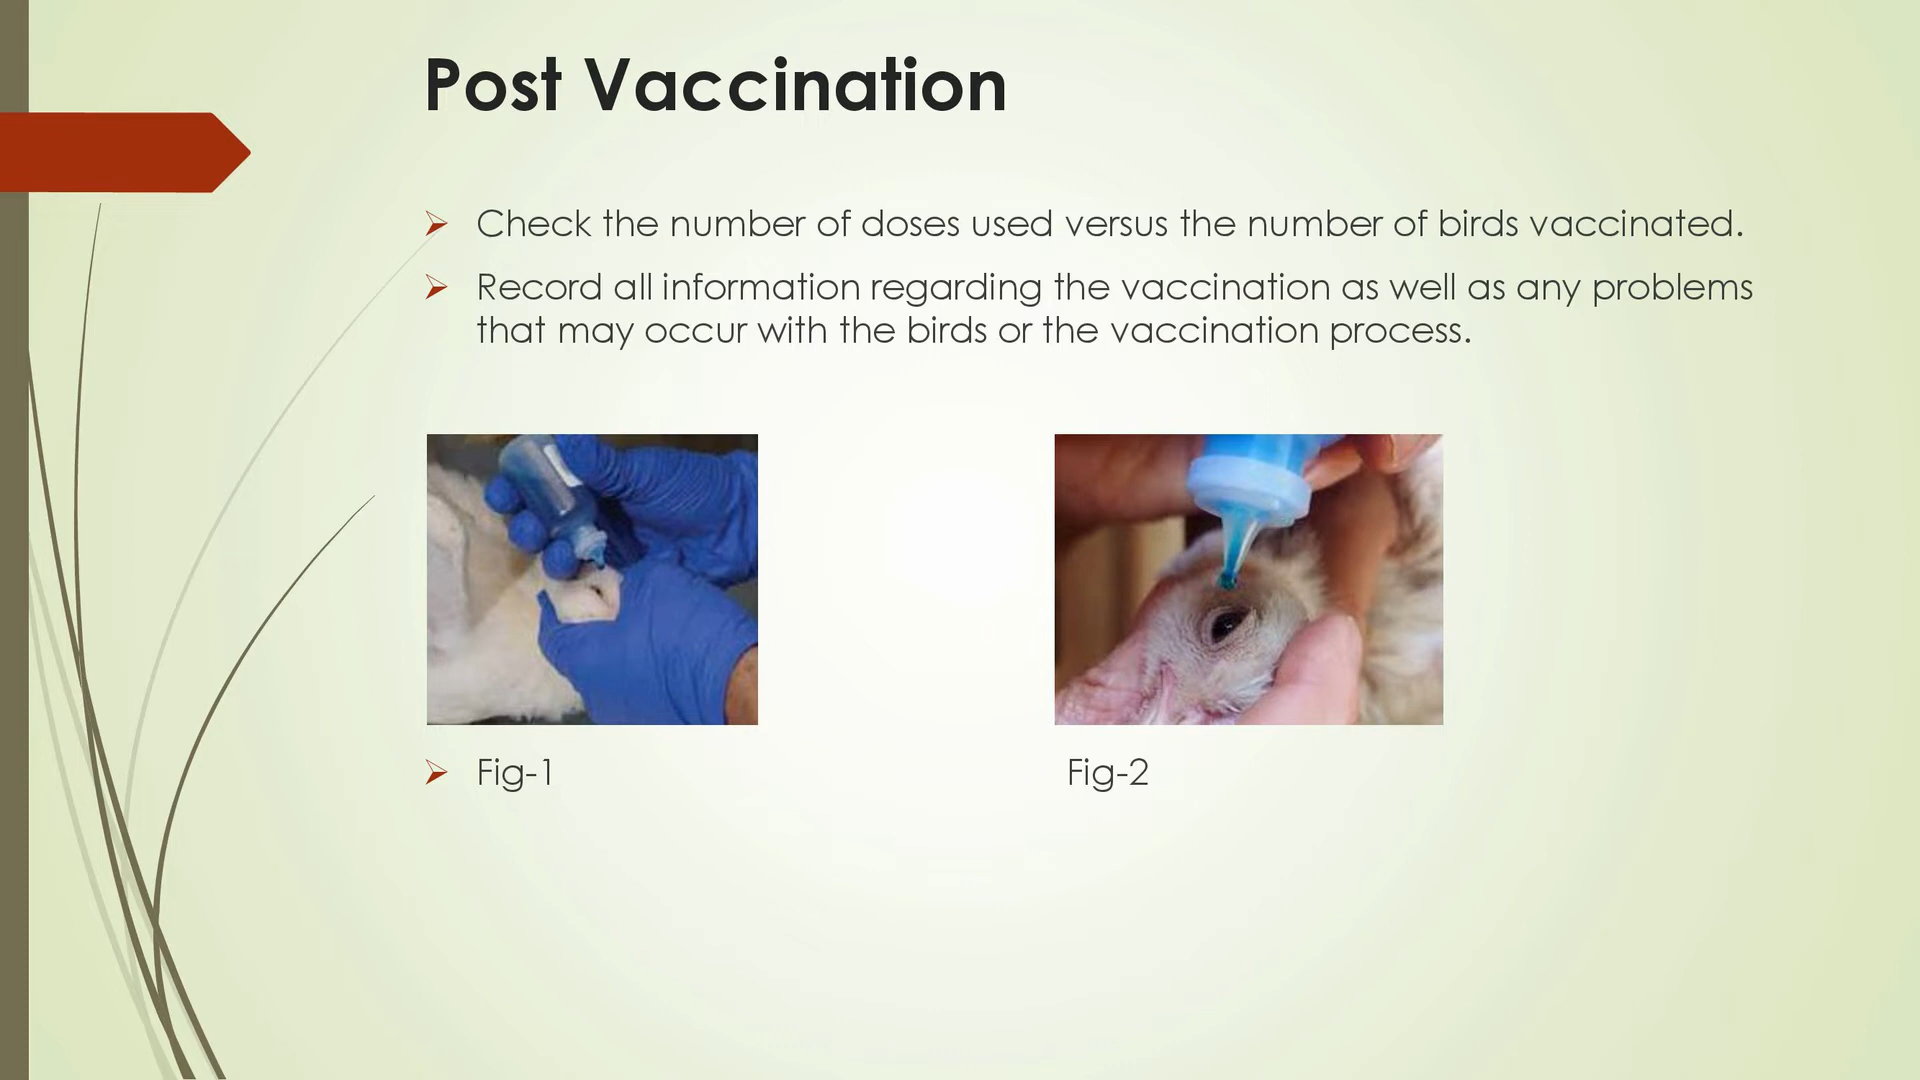 Post Vaccination
Check the number of doses used versus the number of birds vaccinated.
Record all information regarding the vaccination as well as any problems
that may occur with the birds or the vaccination process.
Fig-1
Fig-2